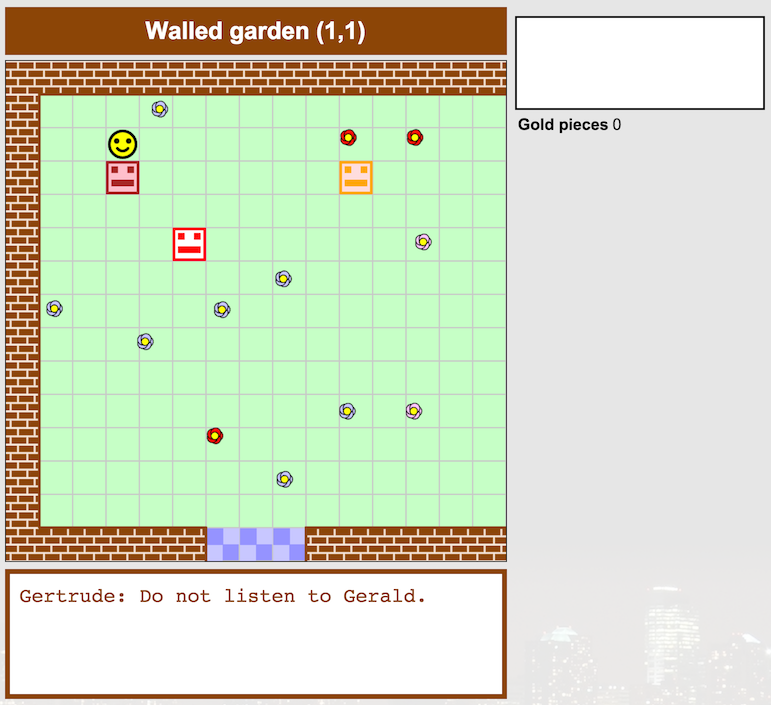 Walled garden (1,1)
Gold pieces 0
Gertrude: Do not listen to Gerald.